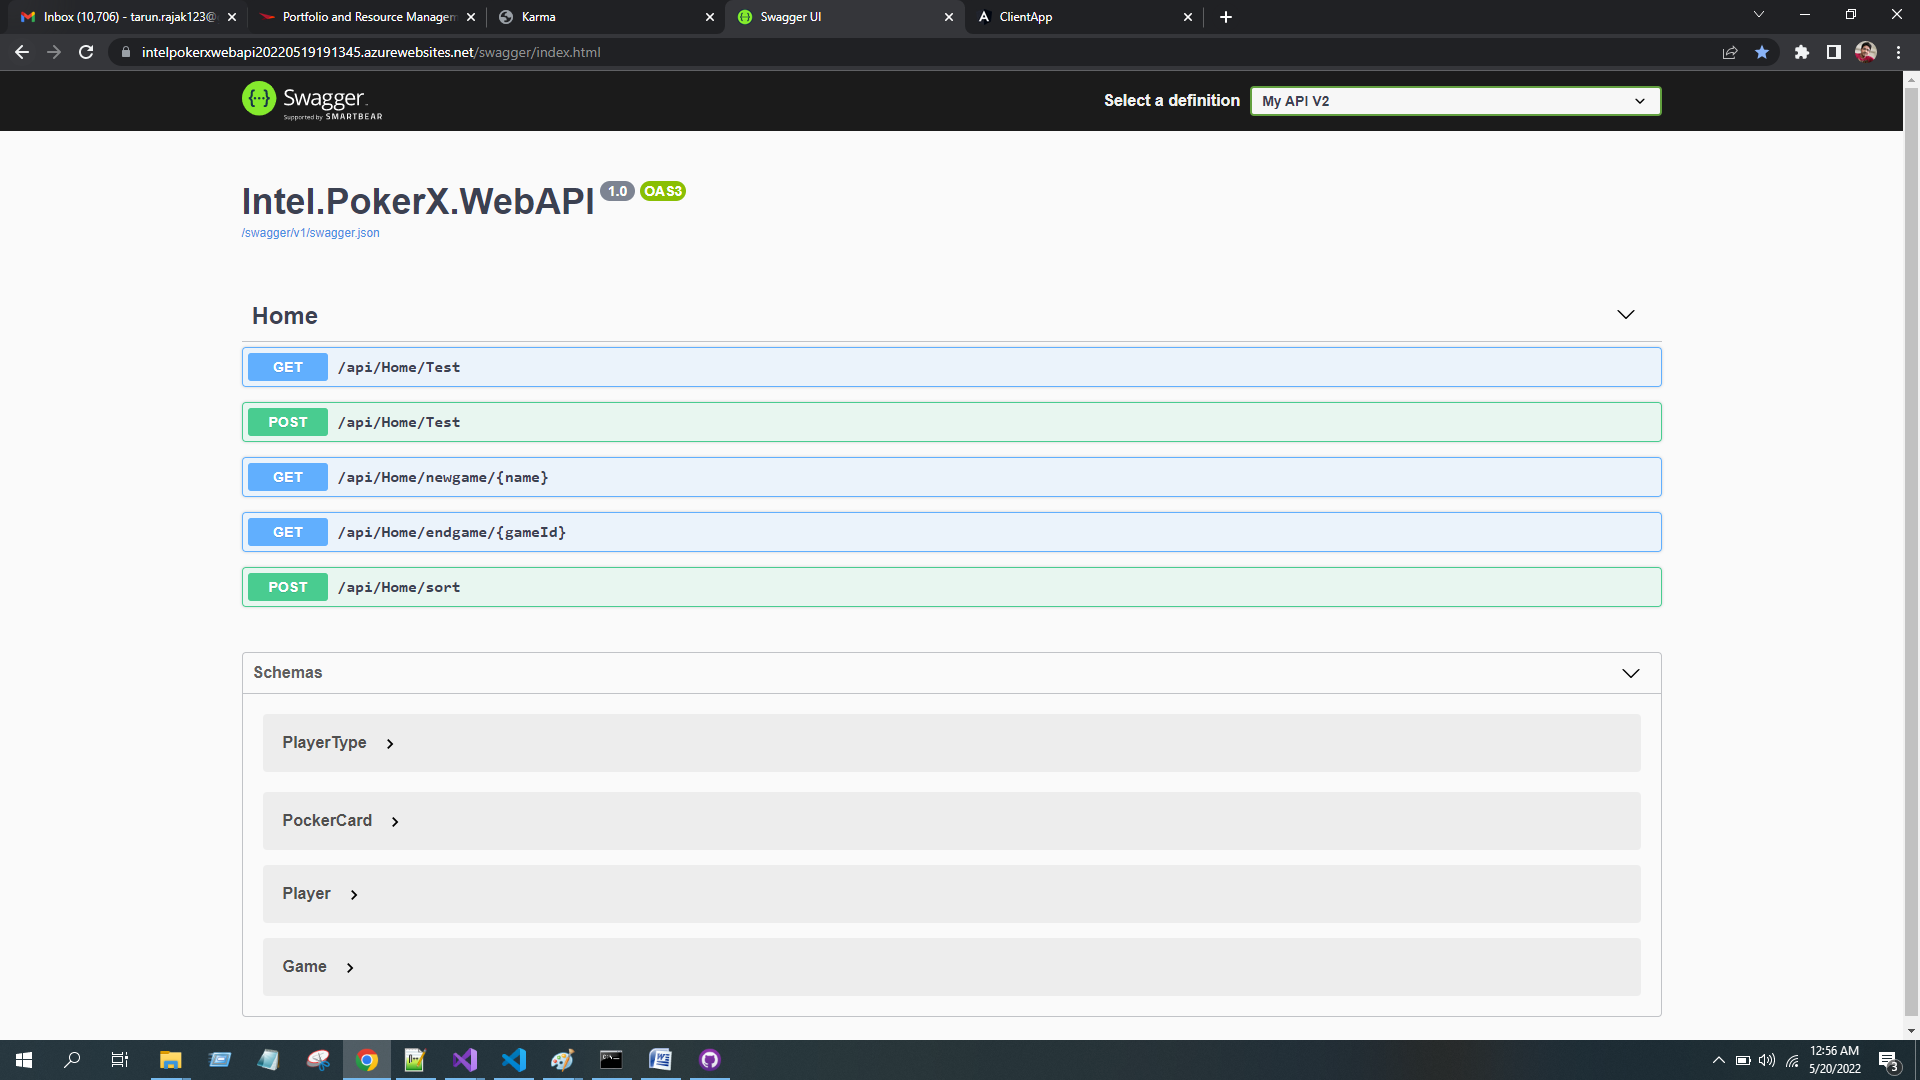 Inbox (10,706) - tarun.rajak123@
Portfolio and Resource Managem
Karma
Swagger UI
ClientApp
intelpokerxwebapi20220519191345.azurewebsites.net/swagger/index.html
Swagger
Supported by SMARTBEAR
Select a definition
My API V2
Intel.PokerX.WebAPI 1.0 OAS3
/swagger/v1/swagger.json
Home
GET /api/Home/Test
POST /api/Home/Test
GET /api/Home/newgame/{name}
GET /api/Home/endgame/{gameId}
POST /api/Home/sort
Schemas
PlayerType
PockerCard
Player
Game
12:56 AM
5/20/2022
3